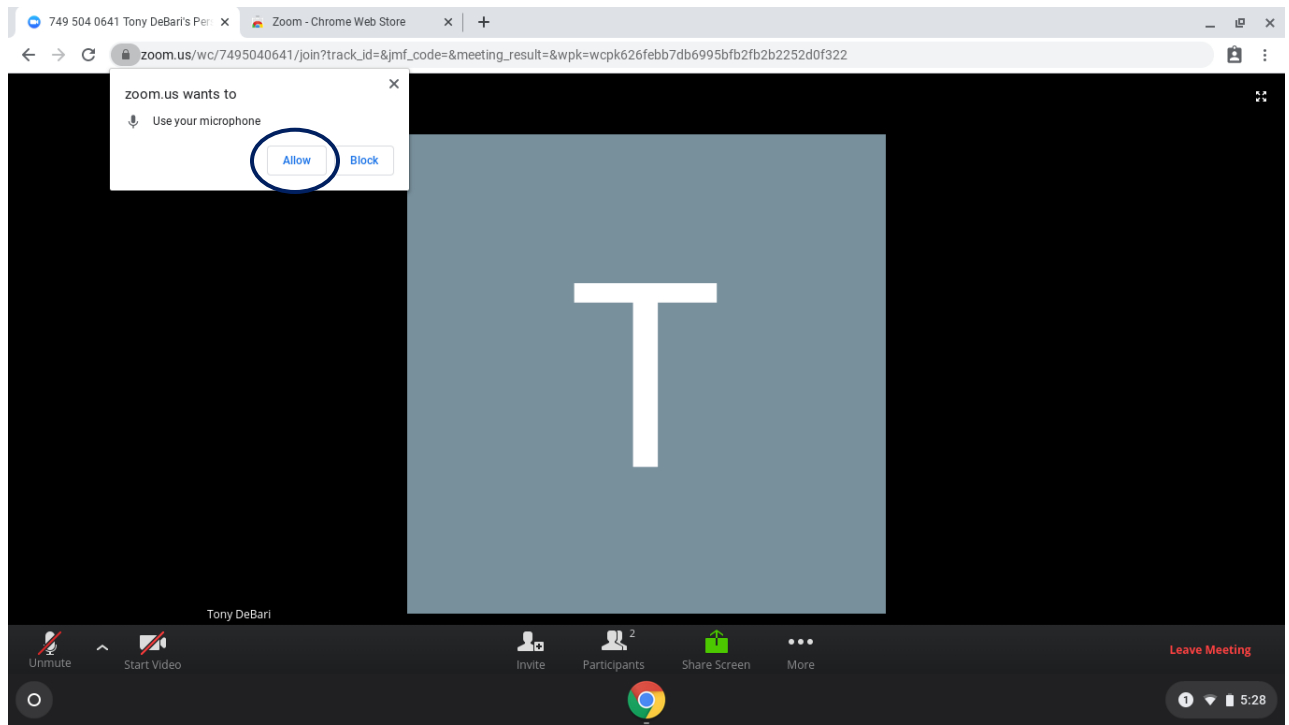 749 504 0641 Tony DeBari's Per
Zoom - Chrome Web Store
zoom.us/wc/7495040641/join?track_id=&jmf_code=&meeting_result=&wpk=wcpk626febb7db6995bfb2fb2b2252d0f322
zoom.us wants to
Use your microphone
Allow Block
T
Tony DeBari
2
Unmute Start Video Invite Participants Share Screen More Leave Meeting
1 5:28